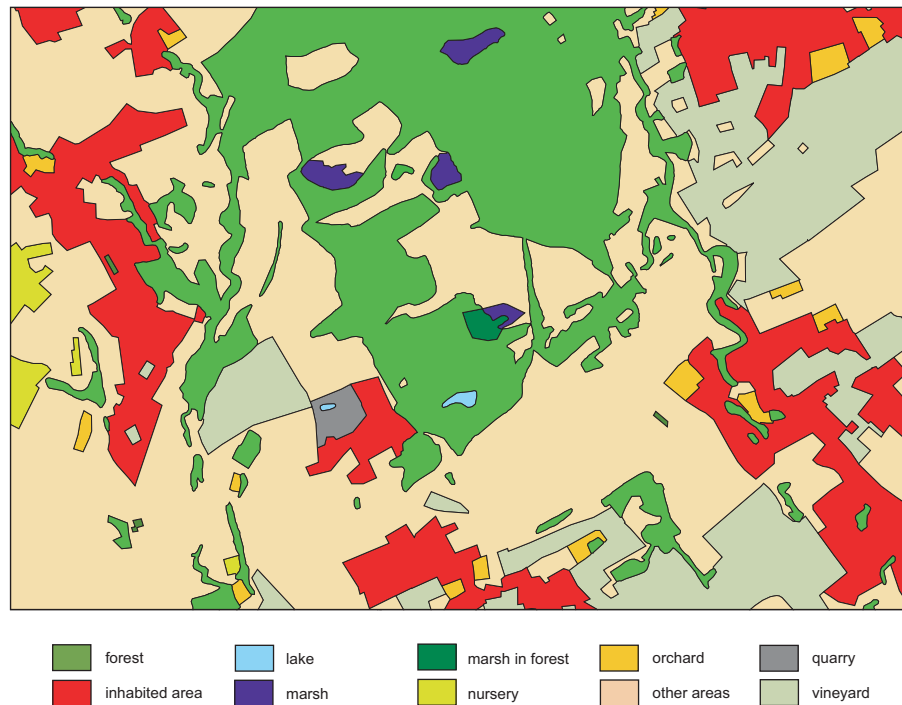 forest lake marsh in forest orchard quarry
inhabited area marsh nursery other areas vineyard